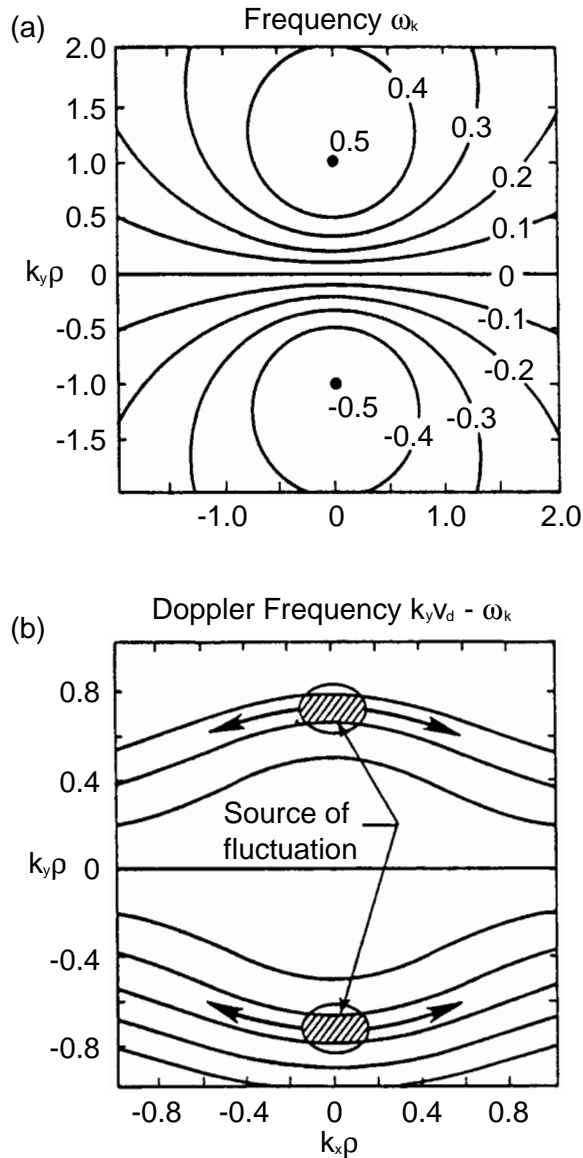 (a)
Frequency ωk
2.0
1.5
1.0
0.5
kyρ 0
-0.5
-1.0
-1.5
0.4
0.5
0.3
0.2
0.1
0
-0.1
-0.2
-0.3
-0.4
-0.5
-1.0 0 1.0 2.0
Doppler Frequency kyvd - ωk
(b)
0.8
0.4
Source of
fluctuation
kyρ 0
-0.4
-0.8
-0.8 -0.4 0 0.4 0.8
kxρ